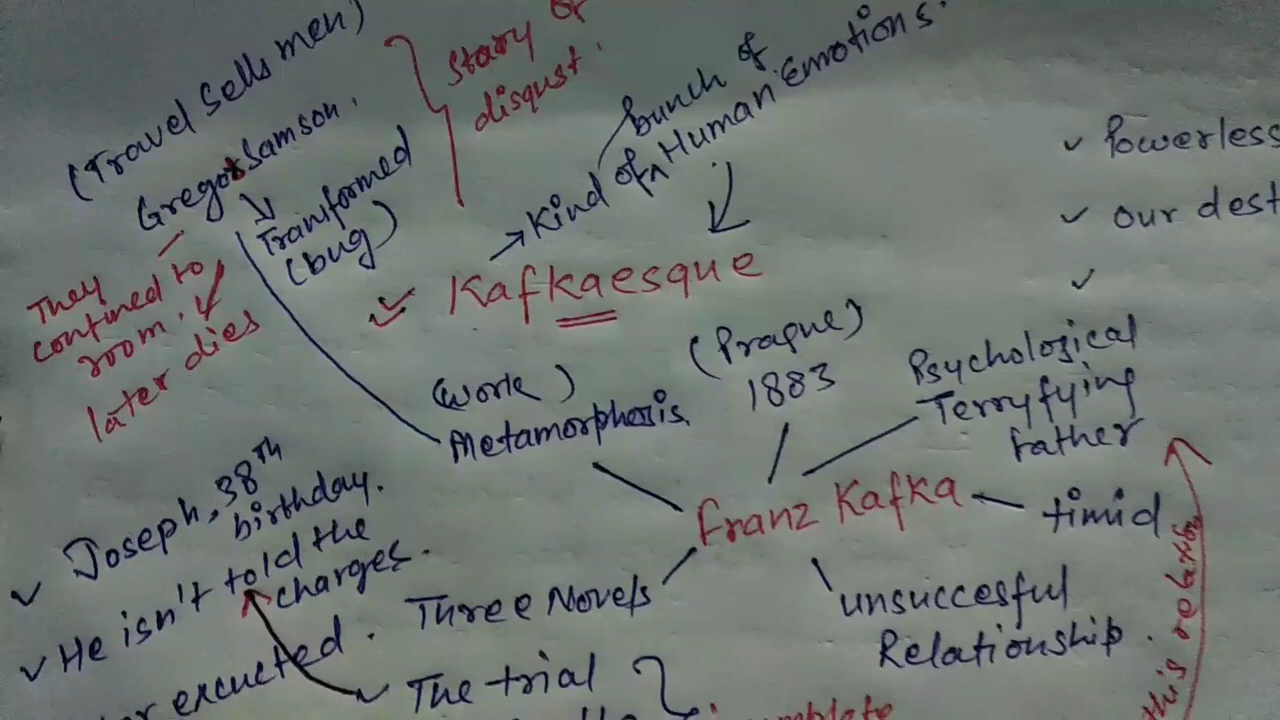 (Travel Sells men)
Gregor Samson.
Transformed
(bug)
Story of
disgust.
They
confined to
room.
later dies
bunch of
Kind of ^ Human Emotions.
Kafkaesque
Powerless
our dest
(Prague)
1883
Psychological
Terryfying
father
(work)
Metamorphosis.
Franz Kafka
timid
unsuccesful
Relationship.
this
Joseph, 38th
birthday.
He isn't told the
charges.
Three Novels
excucted.
The trial